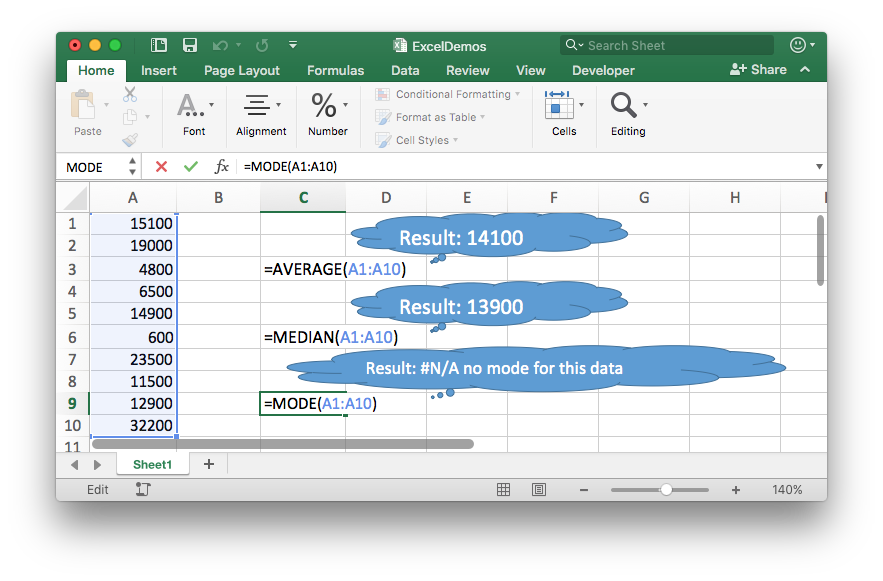 ExcelDemos
Search Sheet
Home Insert Page Layout Formulas Data Review View Developer Share
Paste
A...
Font
Alignment
%
Number
Conditional Formatting
Format as Table
Cell Styles
Cells
Editing
MODE fx =MODE(A1:A10)
A B C D E F G H
1 15100
Result: 14100
2 19000
3 4800 =AVERAGE(A1:A10)
4 6500
Result: 13900
5 14900
6 600 =MEDIAN(A1:A10)
7 23500
Result: #N/A no mode for this data
8 11500
9 12900 =MODE(A1:A10)
10 32200
11
Sheet1 +
Edit - + 140%